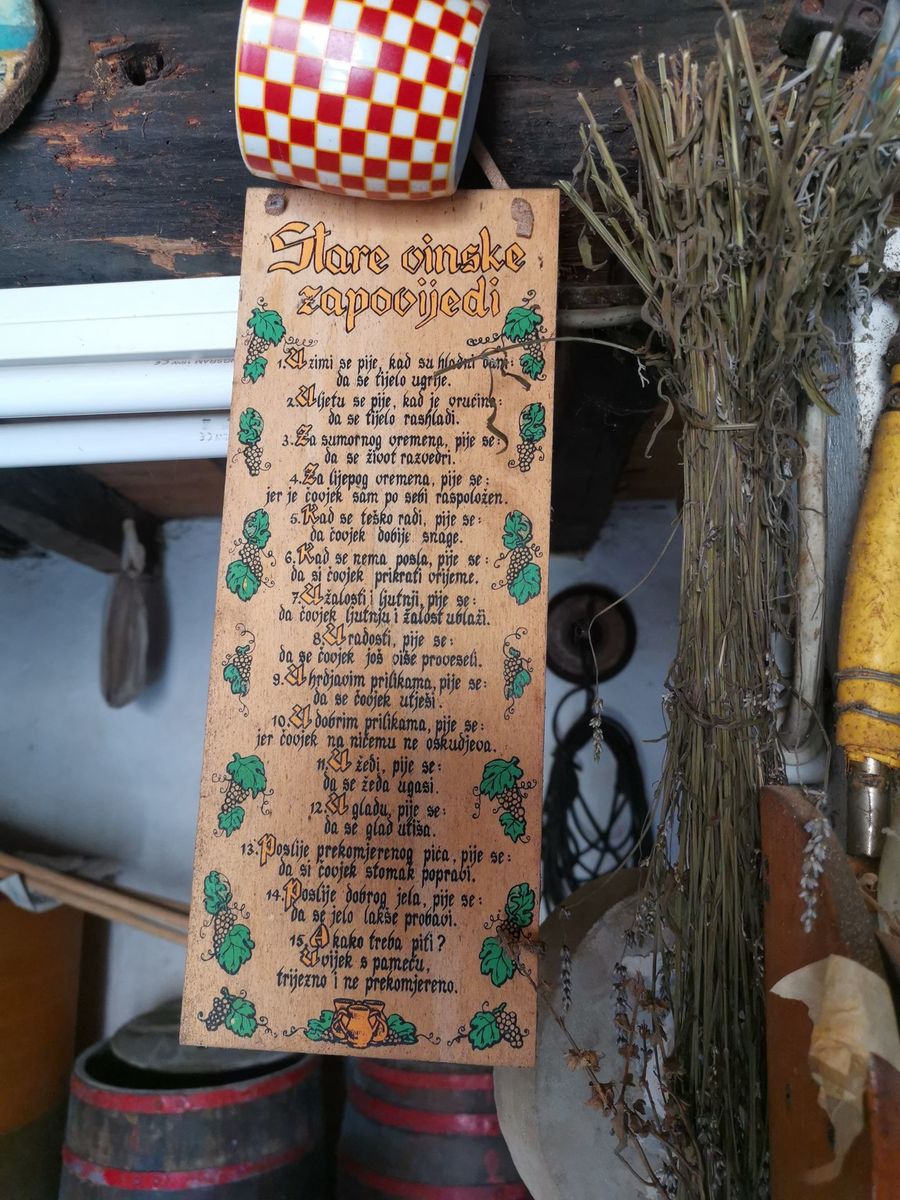 Stare vinske
zapovijedi
1. U zimi se pije, kad su hladni dani:
da se tijelo ugrije.
2. U ljetu se pije, kad je vrućina:
da se tijelo rashladi.
3. Za sumornog vremena, pije se:
da se život razvedri.
4. Za lijepog vremena, pije se:
jer je čovjek sam po sebi raspoložen.
5. Kad se teško radi, pije se:
da čovjek dobije snage.
6. Kad se nema posla, pije se:
da si čovjek prikrati vrijeme.
7. U žalosti i ljutnji, pije se:
da čovjek ljutnju i žalost ublaži.
8. U radosti, pije se:
da se čovjek još više proveseli.
9. U hrdjavim prilikama, pije se:
da se čovjek utješi.
10. U dobrim prilikama, pije se:
jer čovjek na ničemu ne oskudjeva.
11. U žeđi, pije se:
da se žeđa ugasi.
12. U gladu, pije se:
da se glad utiša.
13. Poslije prekomjerenog pića, pije se:
da si čovjek stomak popravi.
14. Poslije dobrog jela, pije se:
da se jelo lakše probavi.
15. A kako treba piti?
Uvijek s pameću,
trijezno i ne prekomjereno.